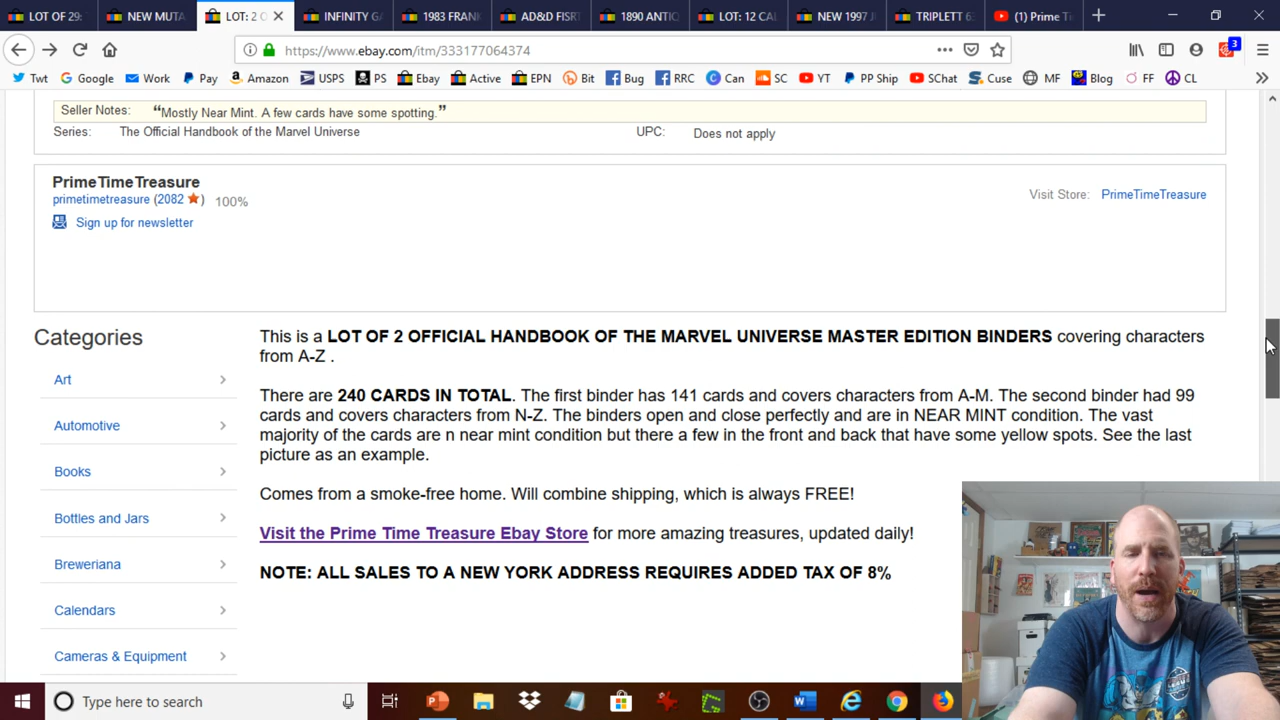 LOT OF 29:
NEW MUTA
LOT: 2 O
INFINITY GA
1983 FRANK
AD&D FISRT
1890 ANTIQ
LOT: 12 CAL
NEW 1997 J
TRIPLETT 6
(1) Prime Ti
https://www.ebay.com/itm/333177064374
3
Twt Google Work Pay Amazon USPS PS Ebay Active EPN Bit Bug RRC Can SC YT PP Ship SChat Cuse MF Blog FF CL
Seller Notes: “Mostly Near Mint. A few cards have some spotting.”
Series: The Official Handbook of the Marvel Universe UPC: Does not apply
PrimeTimeTreasure
primetimetreasure (2082 ) 100%
Visit Store: PrimeTimeTreasure
Sign up for newsletter
Categories
Art
Automotive
Books
Bottles and Jars
Breweriana
Calendars
Cameras & Equipment
This is a LOT OF 2 OFFICIAL HANDBOOK OF THE MARVEL UNIVERSE MASTER EDITION BINDERS covering characters
from A-Z .
There are 240 CARDS IN TOTAL. The first binder has 141 cards and covers characters from A-M. The second binder had 99
cards and covers characters from N-Z. The binders open and close perfectly and are in NEAR MINT condition. The vast
majority of the cards are n near mint condition but there a few in the front and back that have some yellow spots. See the last
picture as an example.
Comes from a smoke-free home. Will combine shipping, which is always FREE!
Visit the Prime Time Treasure Ebay Store for more amazing treasures, updated daily!
NOTE: ALL SALES TO A NEW YORK ADDRESS REQUIRES ADDED TAX OF 8%
Type here to search